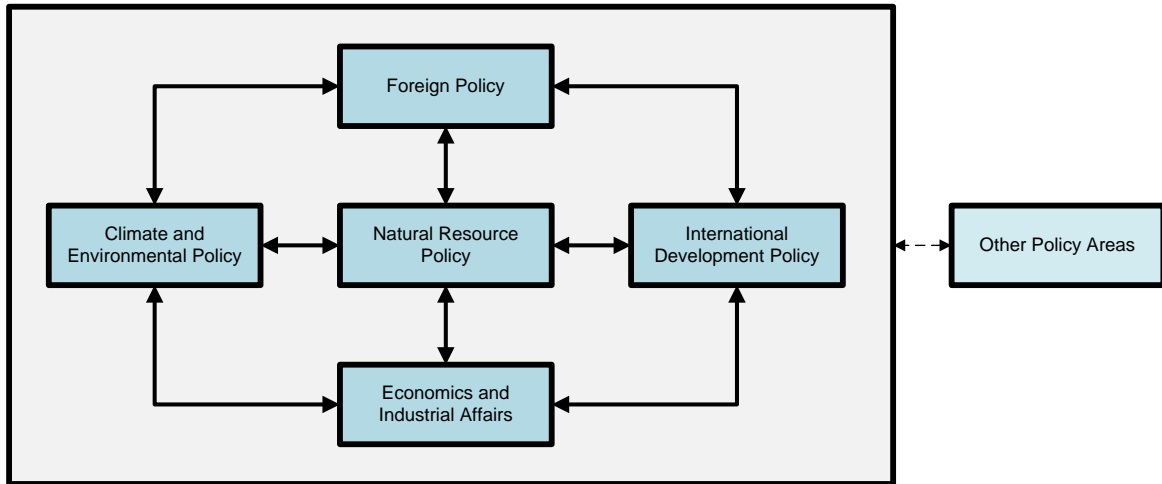 Foreign Policy
Climate and
Environmental Policy
Natural Resource
Policy
International
Development Policy
Other Policy Areas
Economics and
Industrial Affairs